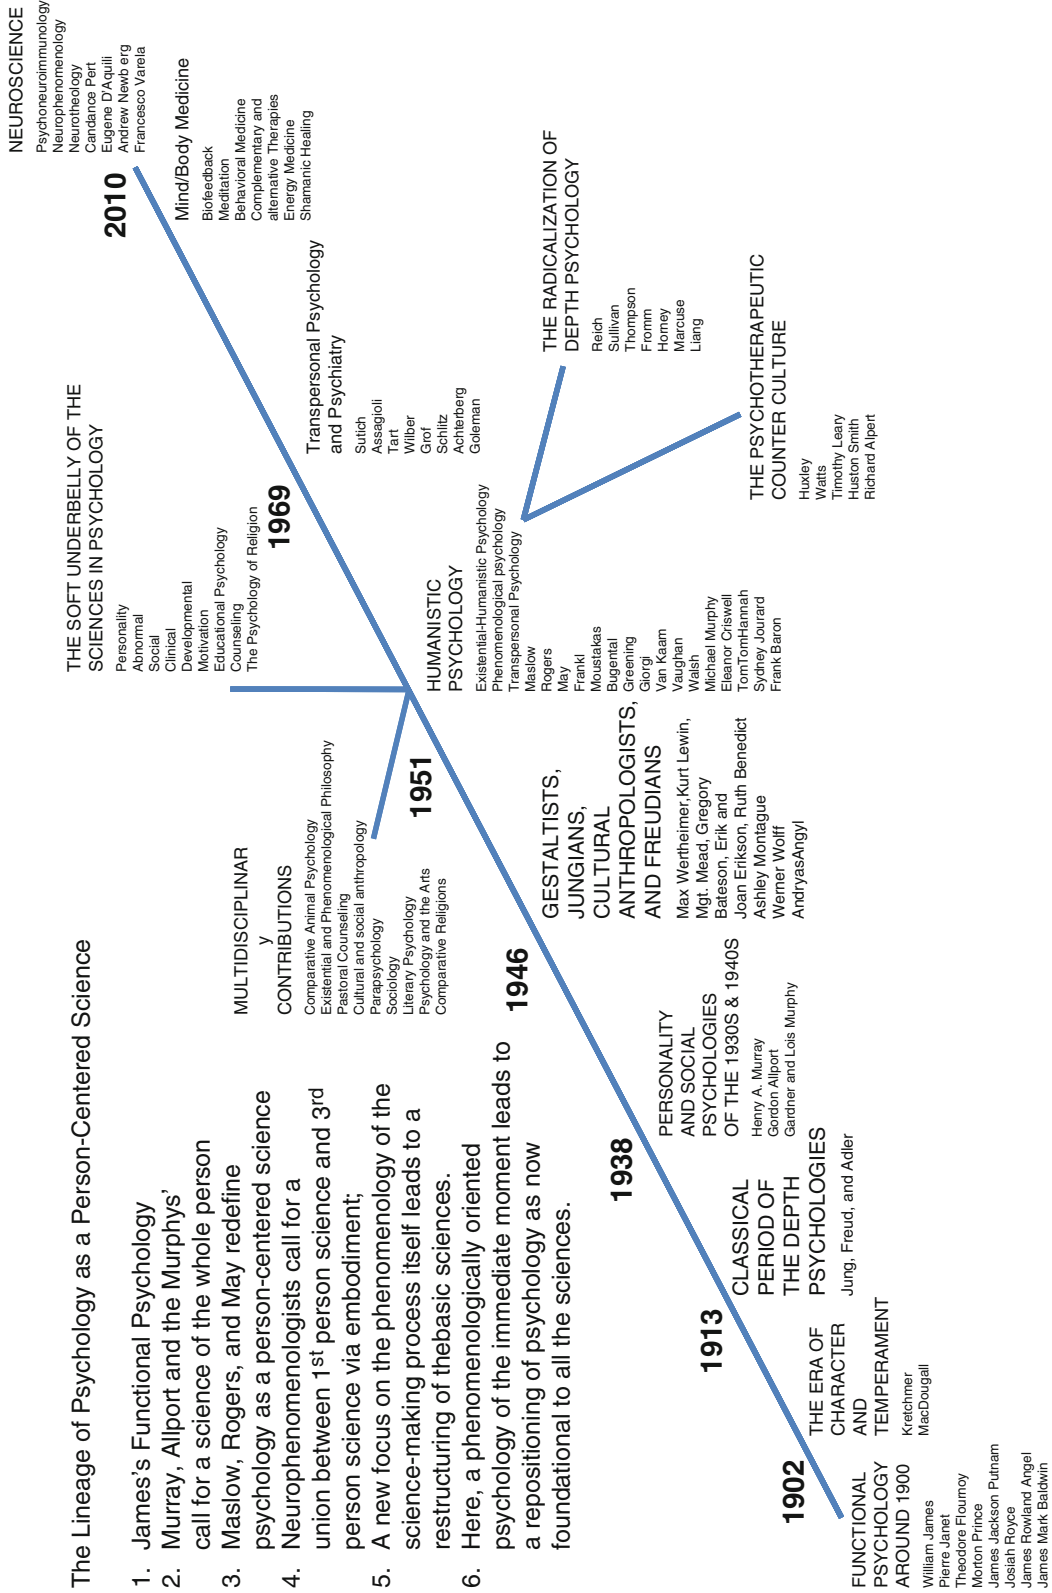 The Lineage of Psychology as a Person-Centered Science
1. James's Functional Psychology
2. Murray, Allport and the Murphys'
call for a science of the whole person
3. Maslow, Rogers, and May redefine
psychology as a person-centered science
4. Neurophenomenologists call for a
union between 1st person science and 3rd
person science via embodiment;
5. A new focus on the phenomenology of the
science-making process itself leads to a
restructuring of thebasic sciences.
6. Here, a phenomenologically oriented
psychology of the immediate moment leads to
a repositioning of psychology as now
foundational to all the sciences.
1902
FUNCTIONAL
PSYCHOLOGY
AROUND 1900
William James
Pierre Janet
Theodore Flournoy
Morton Prince
James Jackson Putnam
Josiah Royce
James Rowland Angel
James Mark Baldwin
THE ERA OF
CHARACTER
AND
TEMPERAMENT
Kretchmer
MacDougall
1913
CLASSICAL
PERIOD OF
THE DEPTH
PSYCHOLOGIES
Jung, Freud, and Adler
1938
PERSONALITY
AND SOCIAL
PSYCHOLOGIES
OF THE 1930S & 1940S
Henry A. Murray
Gordon Allport
Gardner and Lois Murphy
1946
GESTALTISTS,
JUNGIANS,
CULTURAL
ANTHROPOLOGISTS,
AND FREUDIANS
Max Wertheimer,Kurt Lewin,
Mgt. Mead, Gregory
Bateson, Erik and
Joan Erikson, Ruth Benedict
Ashley Montague
Werner Wolff
AndryasAngyl
MULTIDISCIPLINAR
y
CONTRIBUTIONS
Comparative Animal Psychology
Existential and Phenomenological Philosophy
Pastoral Counseling
Cultural and social anthropology
Parapsychology
Sociology
Literary Psychology
Psychology and the Arts
Comparative Religions
1951
HUMANISTIC
PSYCHOLOGY
Existential-Humanistic Psychology
Phenomenological psychology
Transpersonal Psychology
Maslow
Rogers
May
Frankl
Moustakas
Bugental
Greening
Giorgi
Van Kaam
Vaughan
Walsh
Michael Murphy
Eleanor Criswell
TomTomHannah
Sydney Jourard
Frank Baron
THE SOFT UNDERBELLY OF THE
SCIENCES IN PSYCHOLOGY
Personality
Abnormal
Social
Clinical
Developmental
Motivation
Educational Psychology
Counseling
The Psychology of Religion
1969
Transpersonal Psychology
and Psychiatry
Sutich
Assagioli
Tart
Wilber
Grof
Schlitz
Achterberg
Goleman
THE PSYCHOTHERAPEUTIC
COUNTER CULTURE
Huxley
Watts
Timothy Leary
Huston Smith
Richard Alpert
THE RADICALIZATION OF
DEPTH PSYCHOLOGY
Reich
Sullivan
Thompson
Fromm
Horney
Marcuse
Liang
2010
Mind/Body Medicine
Biofeedback
Meditation
Behavioral Medicine
Complementary and
alternative Therapies
Energy Medicine
Shamanic Healing
NEUROSCIENCE
Psychoneuroimmunology
Neurophenomenology
Neurotheology
Candance Pert
Eugene D'Aquili
Andrew Newb erg
Francesco Varela